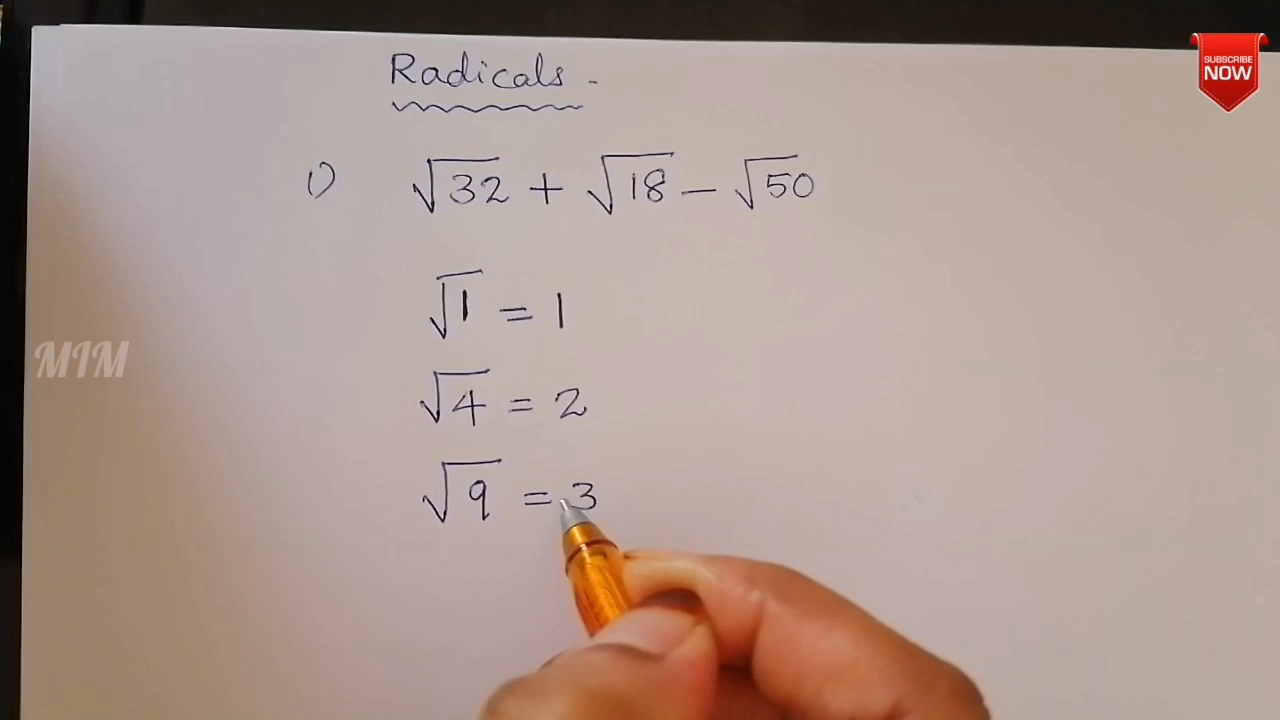 Radicals -
1) √32 + √18 - √50
√1 = 1
√4 = 2
√9 = 3
MIM
SUBSCRIBE
NOW